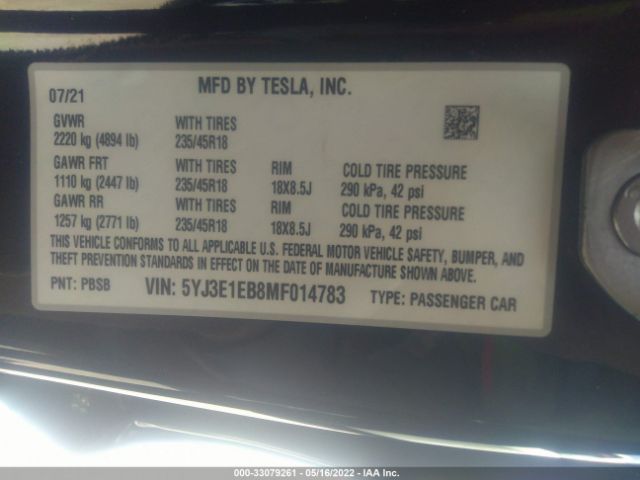 MFD BY TESLA, INC.
07/21
GVWR WITH TIRES
2220 kg (4894 lb) 235/45R18
GAWR FRT WITH TIRES RIM COLD TIRE PRESSURE
1110 kg (2447 lb) 235/45R18 18X8.5J 290 kPa, 42 psi
GAWR RR WITH TIRES RIM COLD TIRE PRESSURE
1257 kg (2771 lb) 235/45R18 18X8.5J 290 kPa, 42 psi
THIS VEHICLE CONFORMS TO ALL APPLICABLE U.S. FEDERAL MOTOR VEHICLE SAFETY, BUMPER, AND
THEFT PREVENTION STANDARDS IN EFFECT ON THE DATE OF MANUFACTURE SHOWN ABOVE.
PNT: PBSB VIN: 5YJ3E1EB8MF014783 TYPE: PASSENGER CAR
000-33079261 - 05/16/2022 - IAA Inc.